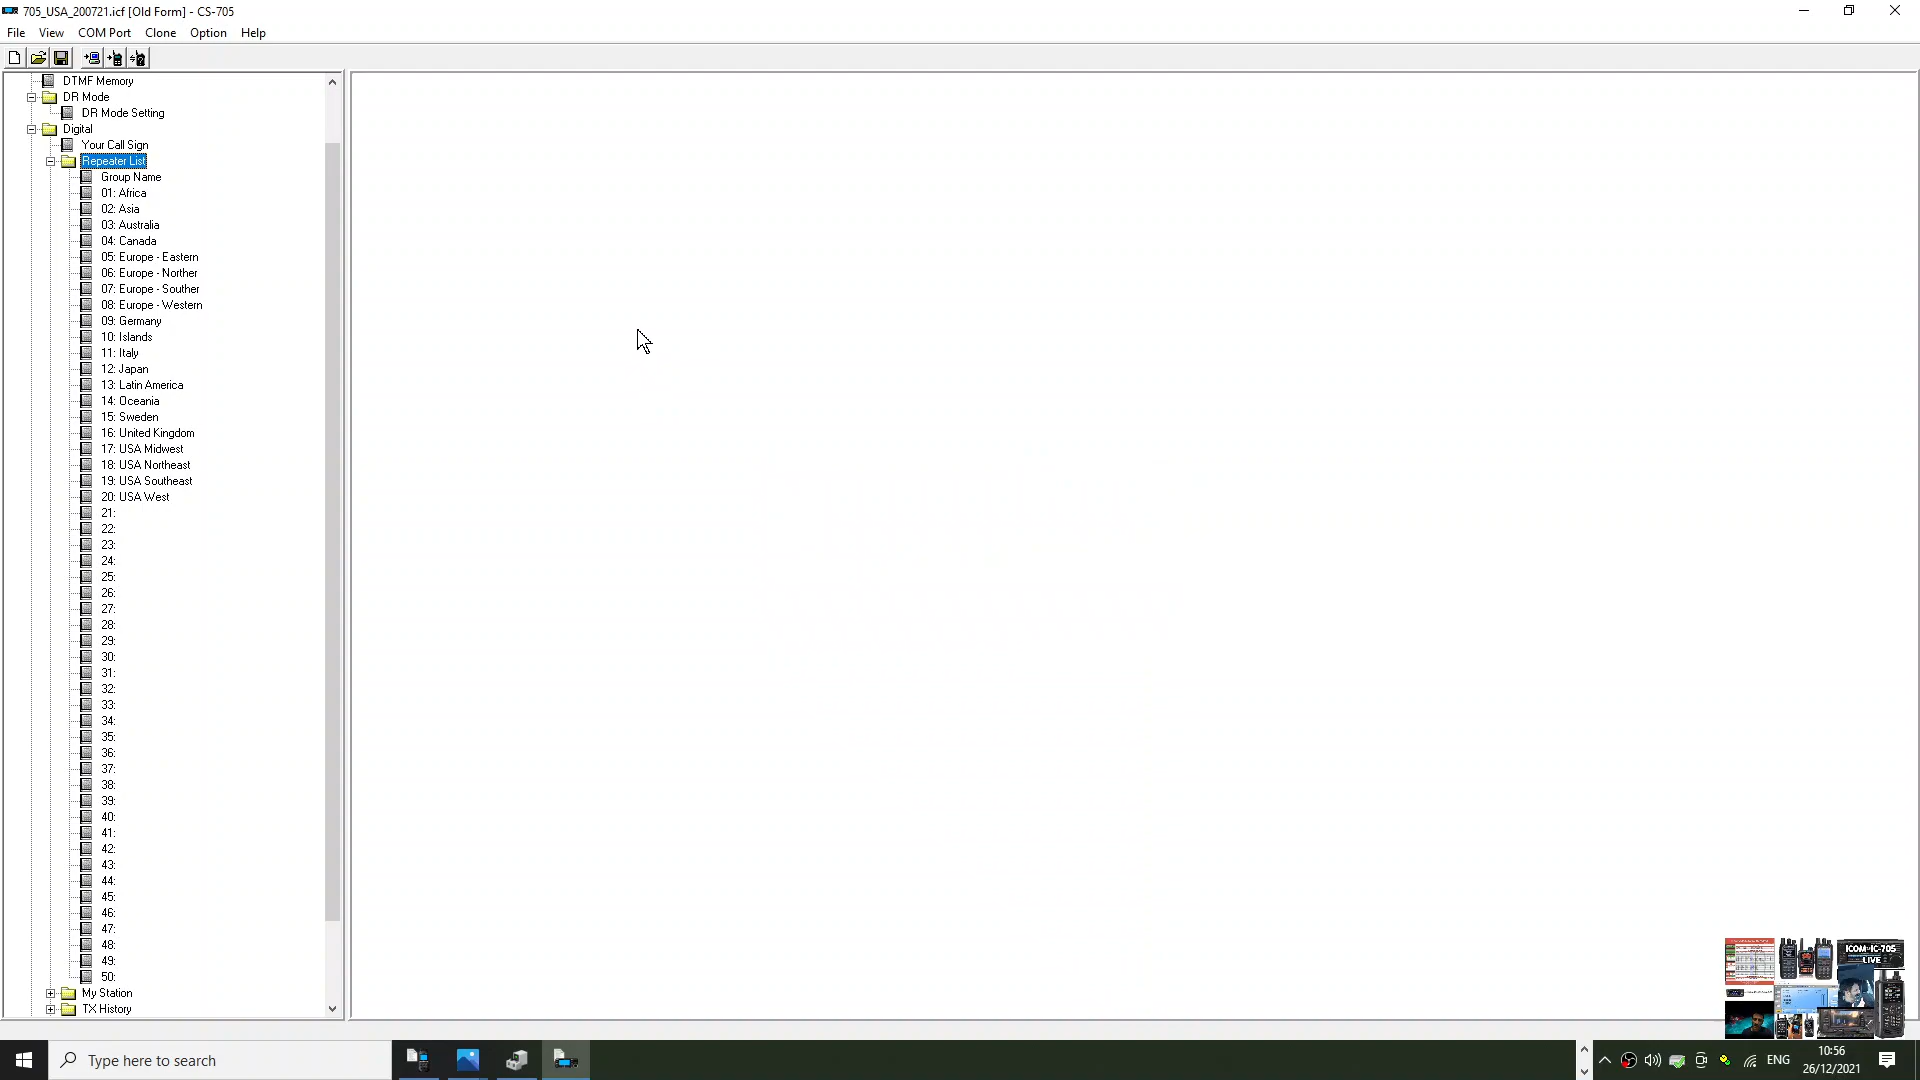 705_USA_200721.icf [Old Form] - CS-705
File View COM Port Clone Option Help
DTMF Memory
DR Mode
DR Mode Setting
Digital
Your Call Sign
Repeater List
Group Name
01: Africa
02: Asia
03: Australia
04: Canada
05: Europe - Eastern
06: Europe - Norther
07: Europe - Souther
08: Europe - Western
09: Germany
10: Islands
11: Italy
12: Japan
13: Latin America
14: Oceania
15: Sweden
16: United Kingdom
17: USA Midwest
18: USA Northeast
19: USA Southeast
20: USA West
21:
22:
23:
24:
25:
26:
27:
28:
29:
30:
31:
32:
33:
34:
35:
36:
37:
38:
39:
40:
41:
42:
43:
44:
45:
46:
47:
48:
49:
50:
My Station
TX History
ICOM IC-705
LIVE
Type here to search
ENG
10:56
26/12/2021